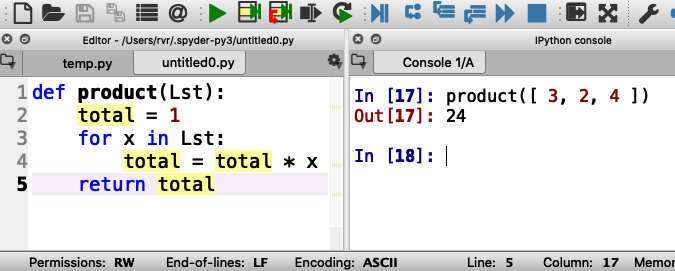 Editor - /Users/rvr/.spyder-py3/untitled0.py
temp.py untitled0.py
1 def product(Lst):
2     total = 1
3     for x in Lst:
4         total = total * x
5     return total
IPython console
Console 1/A
In [17]: product([ 3, 2, 4 ])
Out[17]: 24
In [18]:
Permissions: RW End-of-lines: LF Encoding: ASCII Line: 5 Column: 17 Memor